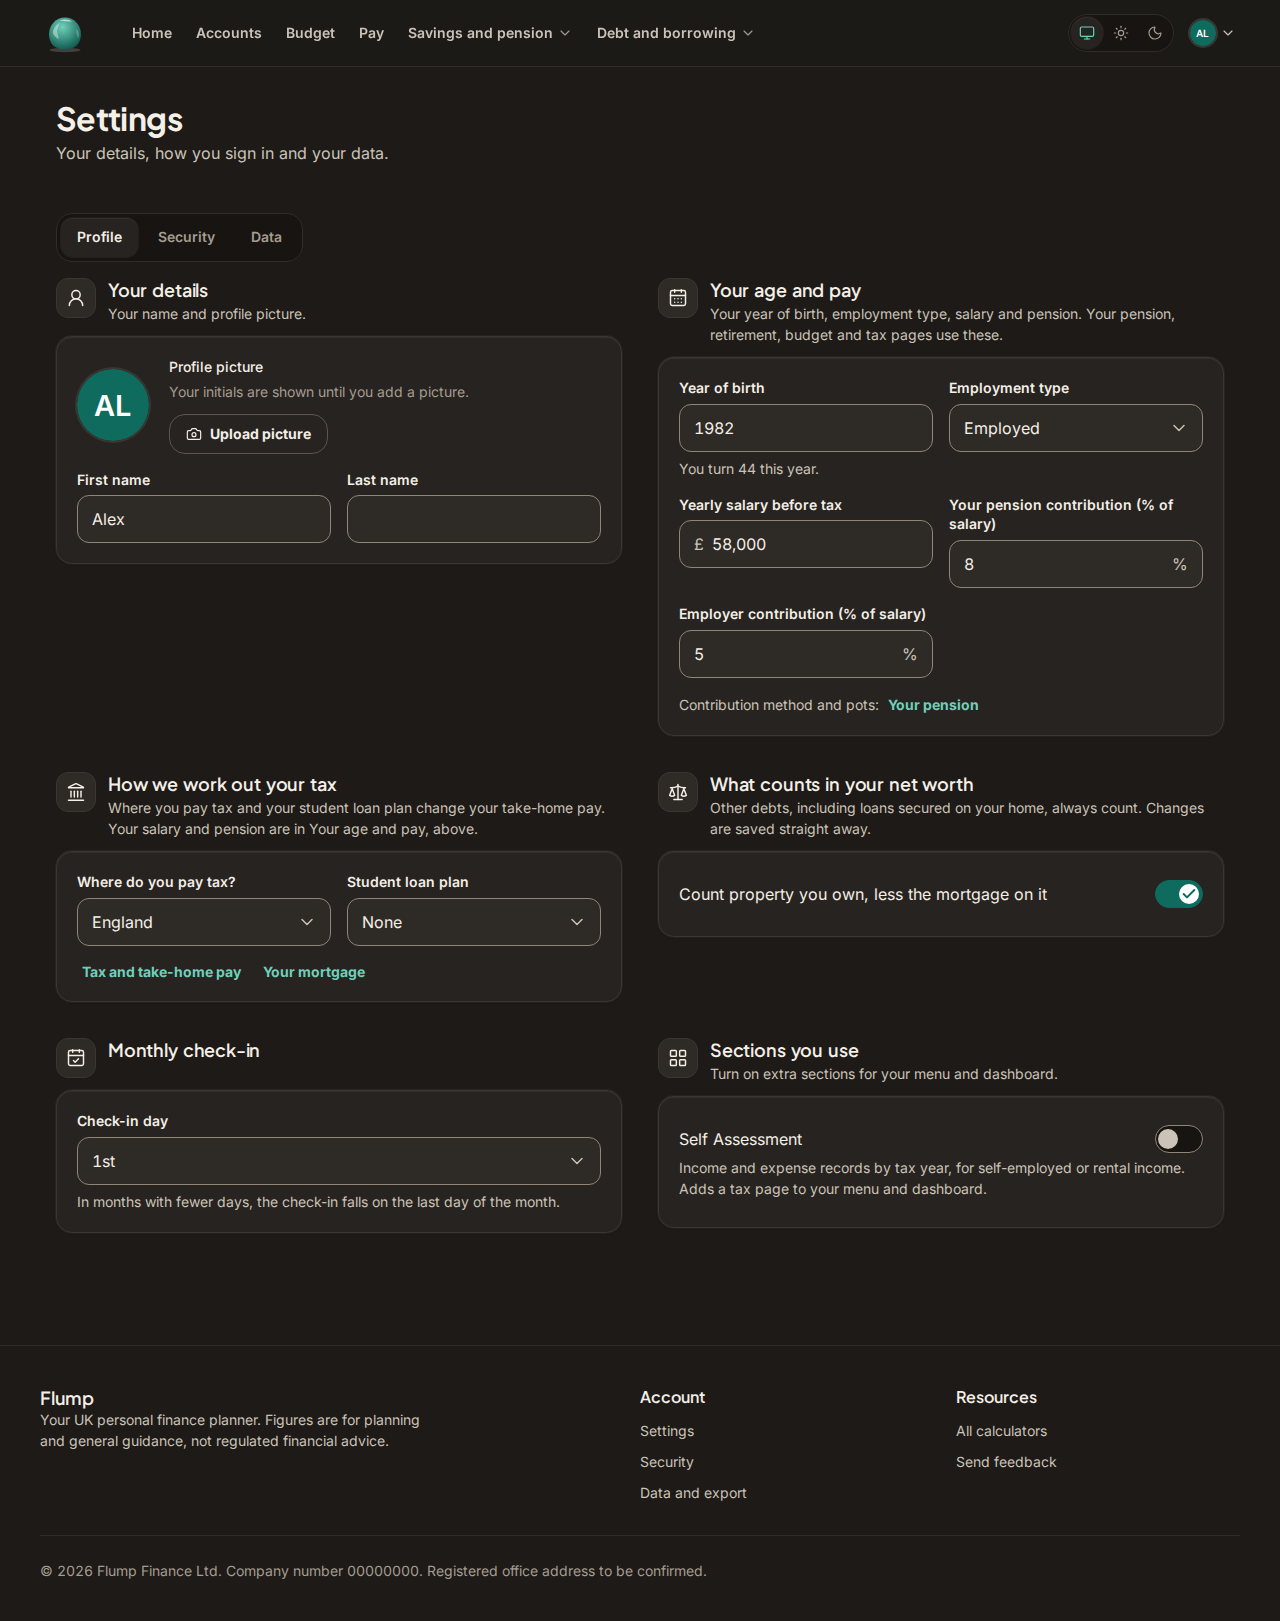 Home
Accounts
Budget
Pay
Savings and pension
Debt and borrowing
AL
Settings
Your details, how you sign in and your data.
Profile
Security
Data
Your details
Your name and profile picture.
AL
Profile picture
Your initials are shown until you add a picture.
Upload picture
First name
Last name
Alex
Your age and pay
Your year of birth, employment type, salary and pension. Your pension,
retirement, budget and tax pages use these.
Year of birth
Employment type
1982
Employed
You turn 44 this year.
Yearly salary before tax
Your pension contribution (% of
salary)
£ 58,000
8 %
Employer contribution (% of salary)
5 %
Contribution method and pots: Your pension
How we work out your tax
Where you pay tax and your student loan plan change your take-home pay.
Your salary and pension are in Your age and pay, above.
Where do you pay tax?
Student loan plan
England
None
Tax and take-home pay
Your mortgage
What counts in your net worth
Other debts, including loans secured on your home, always count. Changes
are saved straight away.
Count property you own, less the mortgage on it
Monthly check-in
Check-in day
1st
In months with fewer days, the check-in falls on the last day of the month.
Sections you use
Turn on extra sections for your menu and dashboard.
Self Assessment
Income and expense records by tax year, for self-employed or rental income.
Adds a tax page to your menu and dashboard.
Flump
Your UK personal finance planner. Figures are for planning
and general guidance, not regulated financial advice.
Account
Settings
Security
Data and export
Resources
All calculators
Send feedback
© 2026 Flump Finance Ltd. Company number 00000000. Registered office address to be confirmed.